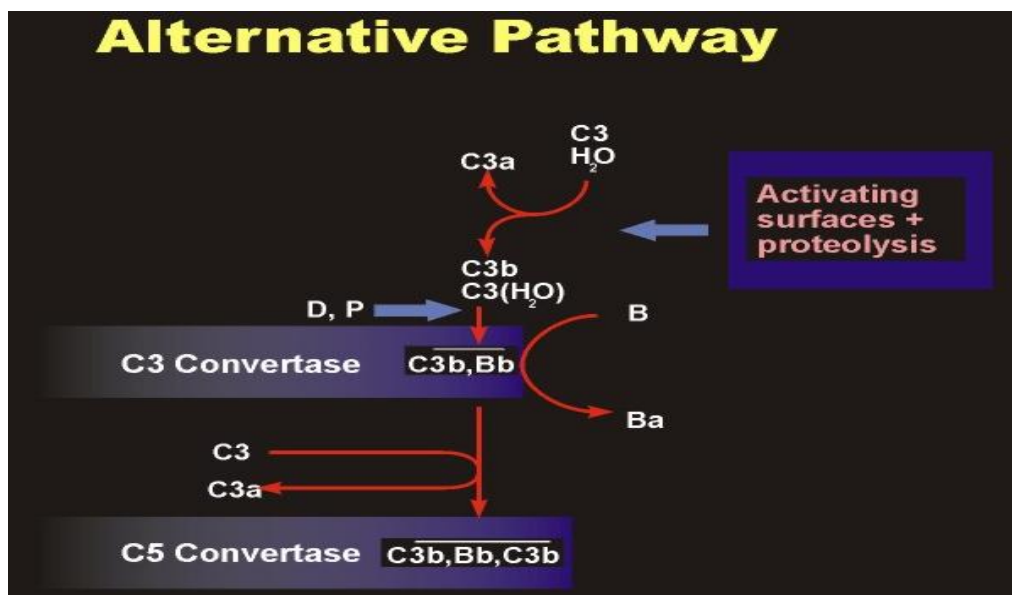 Alternative Pathway
C3
H₂O
C3a
Activating
surfaces +
proteolysis
C3b
C3(H₂O)
D, P
B
C3 Convertase
C3b,Bb
Ba
C3
C3a
C5 Convertase
C3b,Bb,C3b